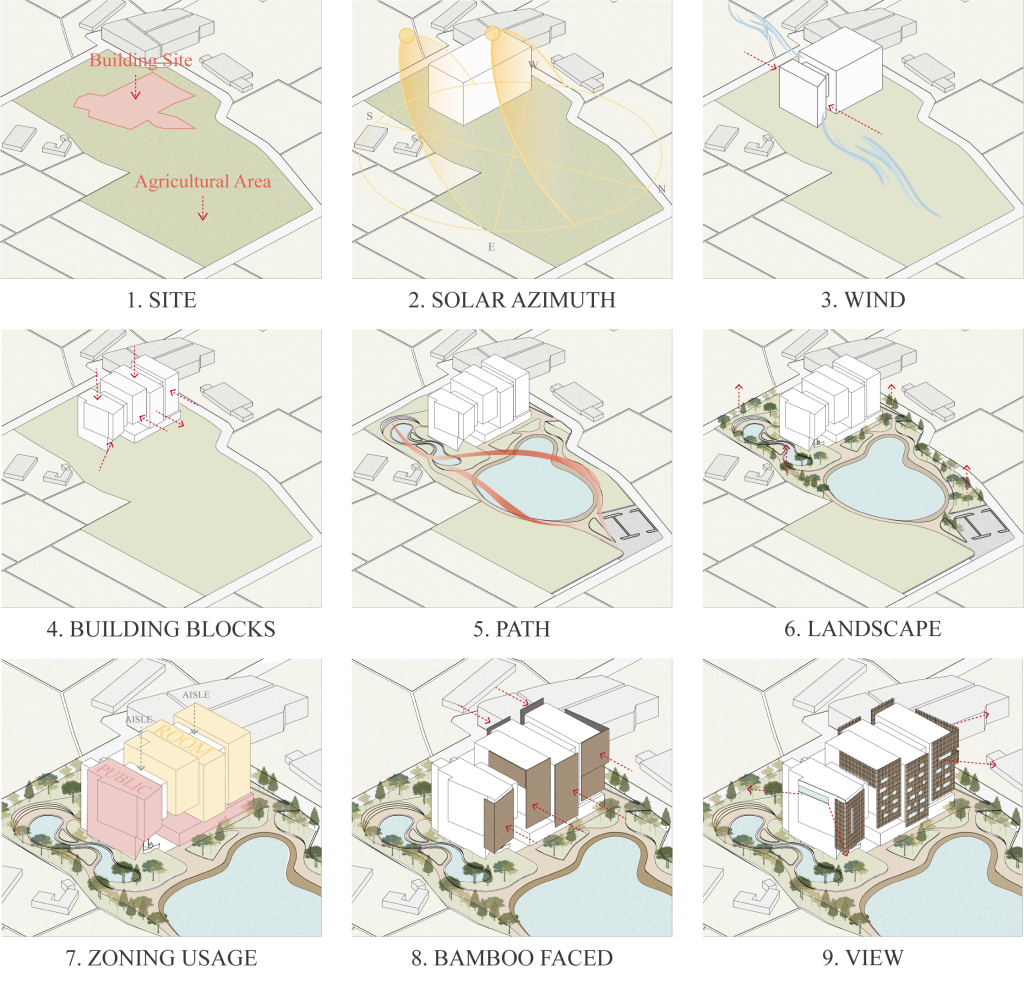 Building Site
Agricultural Area
1. SITE
W
S
N
E
2. SOLAR AZIMUTH
3. WIND
4. BUILDING BLOCKS
5. PATH
6. LANDSCAPE
AISLE
AISLE
ROOM
PUBLIC
7. ZONING USAGE
8. BAMBOO FACED
9. VIEW